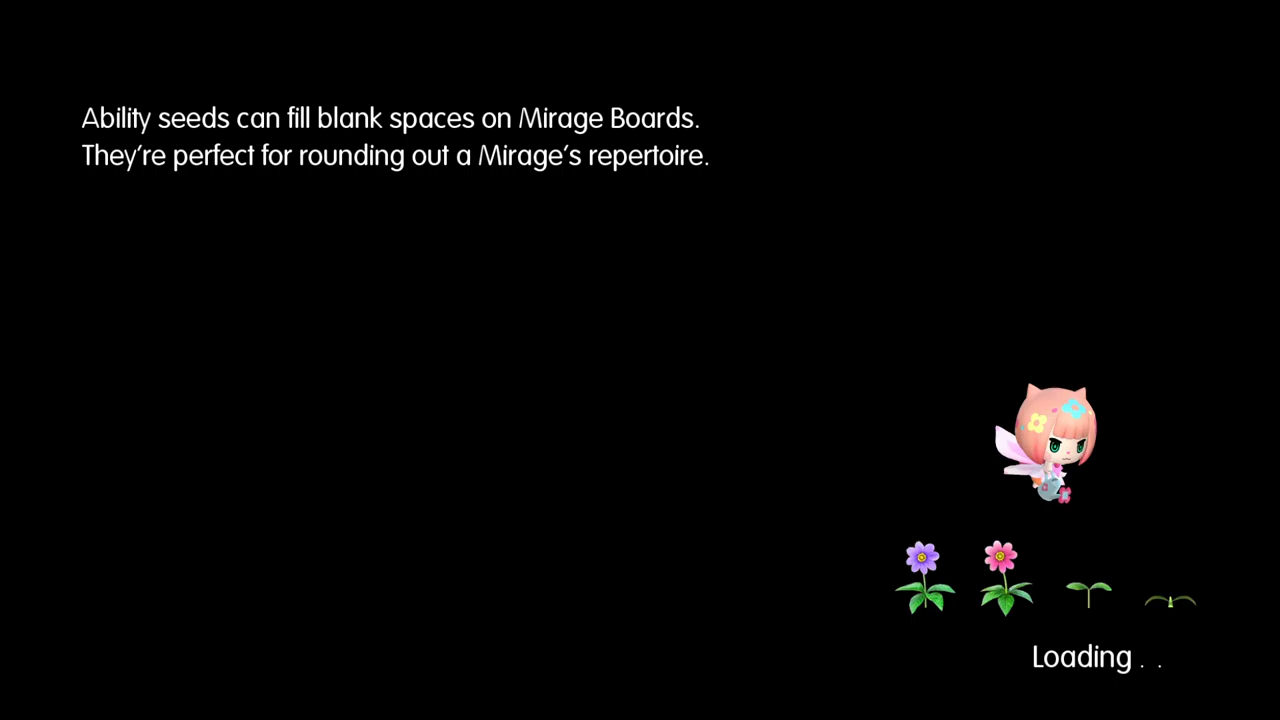 Ability seeds can fill blank spaces on Mirage Boards.
They're perfect for rounding out a Mirage's repertoire.
Loading . .